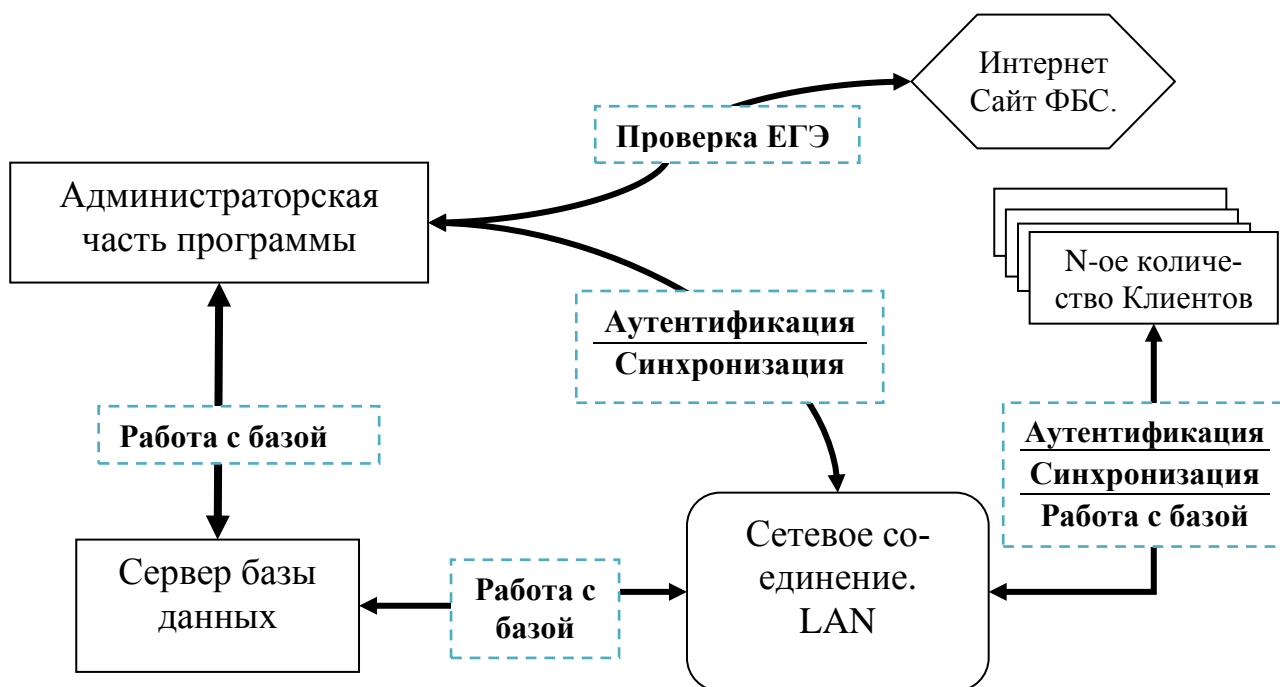 Интернет
Сайт ФБС.
Проверка ЕГЭ
Администраторская
часть программы
N-ое количе-
ство Клиентов
Аутентификация
Синхронизация
Работа с базой
Аутентификация
Синхронизация
Работа с базой
Сервер базы
данных
Работа с
базой
Сетевое со-
единение.
LAN